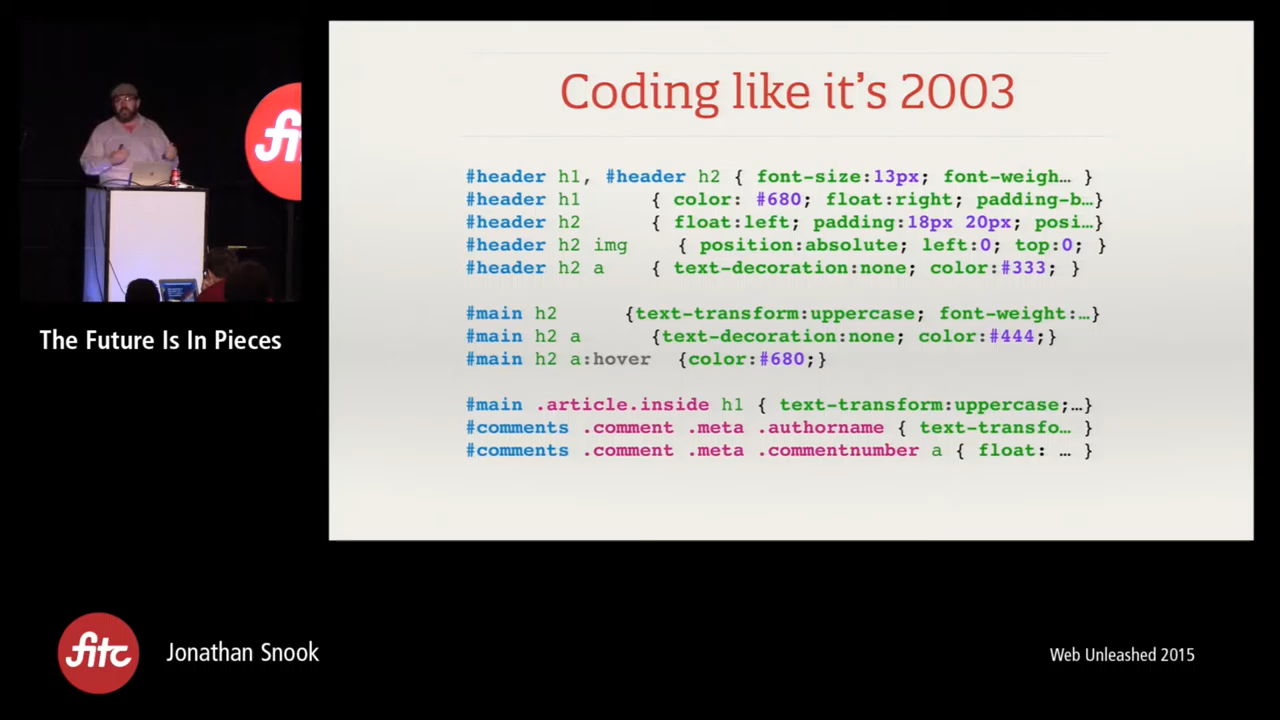 fitc
Coding like it's 2003
#header h1, #header h2 { font-size:13px; font-weigh… }
#header h1 { color: #680; float:right; padding-b…}
#header h2 { float:left; padding:18px 20px; posi…}
#header h2 img { position:absolute; left:0; top:0; }
#header h2 a { text-decoration:none; color:#333; }
#main h2 {text-transform:uppercase; font-weight:…}
#main h2 a {text-decoration:none; color:#444;}
#main h2 a:hover {color:#680;}
#main .article.inside h1 { text-transform:uppercase;…}
#comments .comment .meta .authorname { text-transfo… }
#comments .comment .meta .commentnumber a { float: … }
The Future Is In Pieces
fitc
Jonathan Snook
Web Unleashed 2015